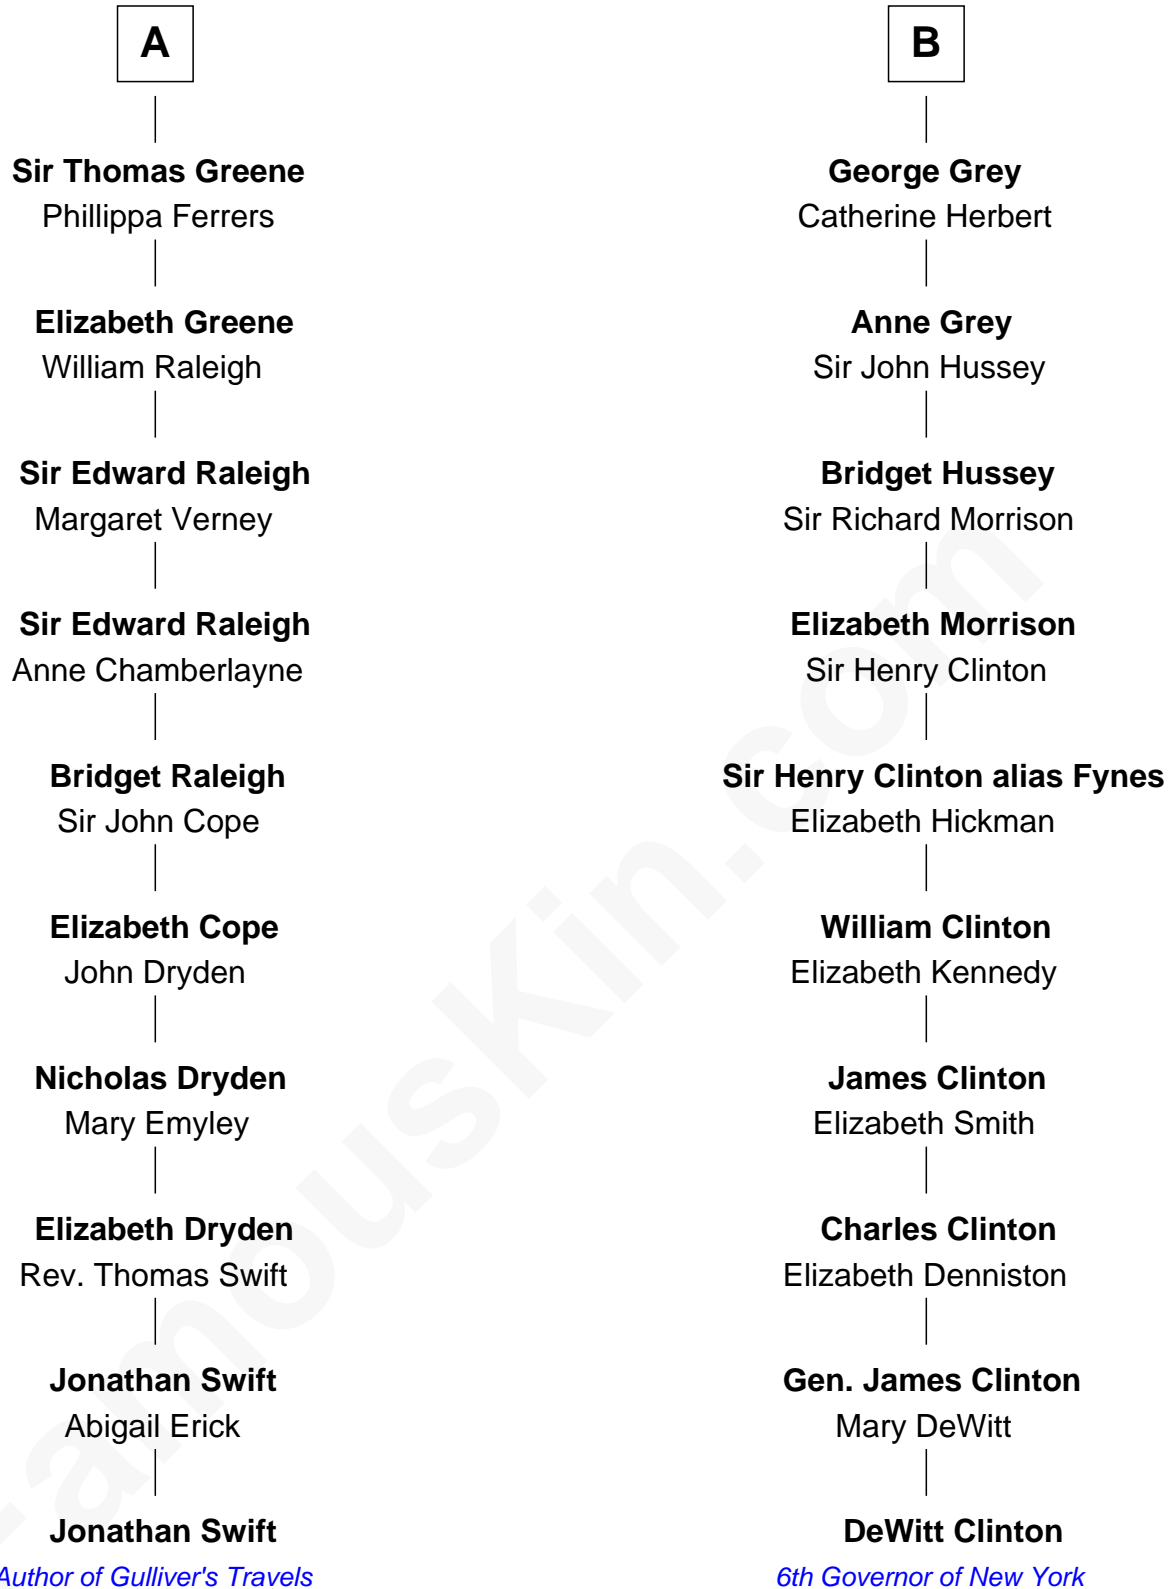 A
Sir Thomas Greene
Phillippa Ferrers
Elizabeth Greene
William Raleigh
Sir Edward Raleigh
Margaret Verney
Sir Edward Raleigh
Anne Chamberlayne
Bridget Raleigh
Sir John Cope
Elizabeth Cope
John Dryden
Nicholas Dryden
Mary Emyley
Elizabeth Dryden
Rev. Thomas Swift
Jonathan Swift
Abigail Erick
Jonathan Swift
Author of Gulliver's Travels
B
George Grey
Catherine Herbert
Anne Grey
Sir John Hussey
Bridget Hussey
Sir Richard Morrison
Elizabeth Morrison
Sir Henry Clinton
Sir Henry Clinton alias Fynes
Elizabeth Hickman
William Clinton
Elizabeth Kennedy
James Clinton
Elizabeth Smith
Charles Clinton
Elizabeth Denniston
Gen. James Clinton
Mary DeWitt
DeWitt Clinton
6th Governor of New York
FamousKin.com